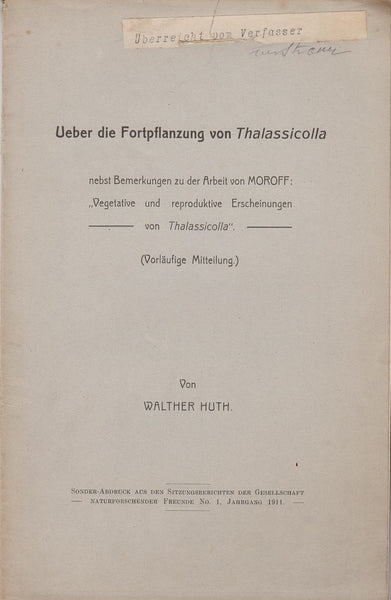 Überreicht vom Verfasser
Ueber die Fortpflanzung von Thalassicolla
nebst Bemerkungen zu der Arbeit von MOROFF:
„Vegetative und reproduktive Erscheinungen
von Thalassicolla“.
(Vorläufige Mitteilung.)
Von
WALTHER HUTH.
SONDER-ABDRUCK AUS DEN SITZUNGSBERICHTEN DER GESELLSCHAFT
— NATURFORSCHENDER FREUNDE NO. 1, JAHRGANG 1911. —